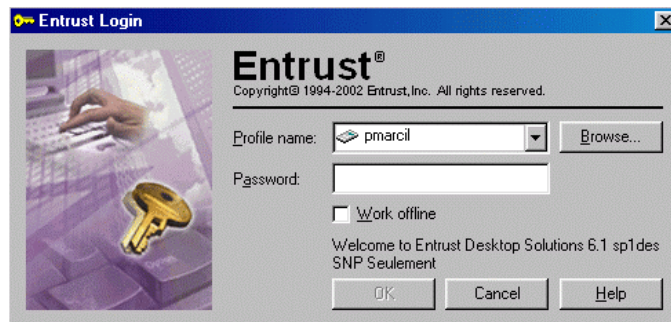 Entrust Login
Entrust®
Copyright© 1994-2002 Entrust,Inc. All rights reserved.
Profile name: pmarcil Browse...
Password:
Work offline
Welcome to Entrust Desktop Solutions 6.1 sp1des
SNP Seulement
OK Cancel Help